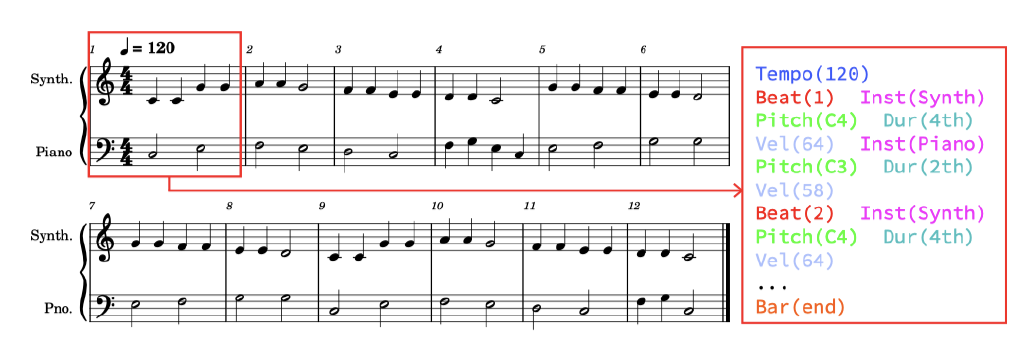 1 ♩ = 120 2 3 4 5 6
Synth.
Piano
7 8 9 10 11 12
Synth.
Pno.
Tempo(120)
Beat(1) Inst(Synth)
Pitch(C4) Dur(4th)
Vel(64) Inst(Piano)
Pitch(C3) Dur(2th)
Vel(58)
Beat(2) Inst(Synth)
Pitch(C4) Dur(4th)
Vel(64)
...
Bar(end)